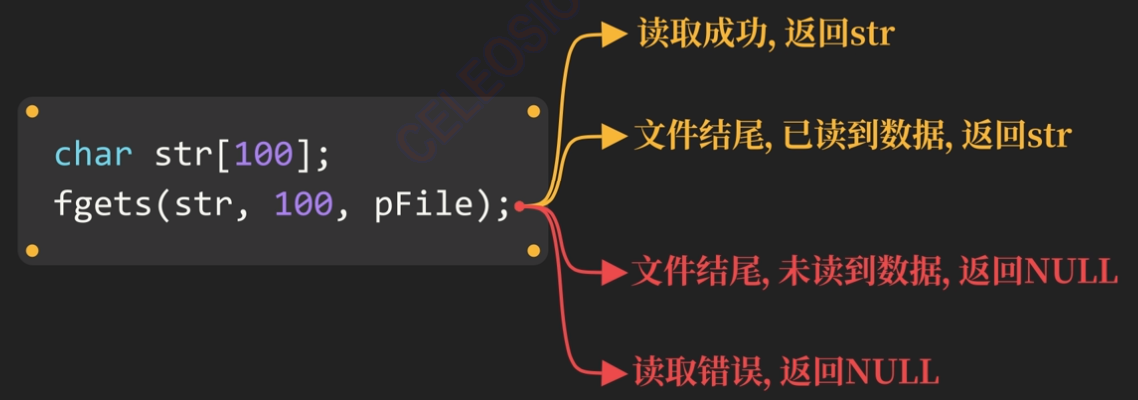 CELEOSIC
读取成功, 返回str
文件结尾, 已读到数据, 返回str
char str[100];
fgets(str, 100, pFile);
文件结尾, 未读到数据, 返回NULL
读取错误, 返回NULL